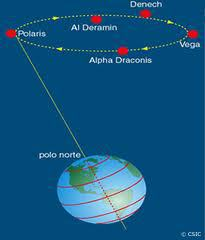 Denech
Polaris
Al Deramin
Vega
Alpha Draconis
polo norte
© CSIC